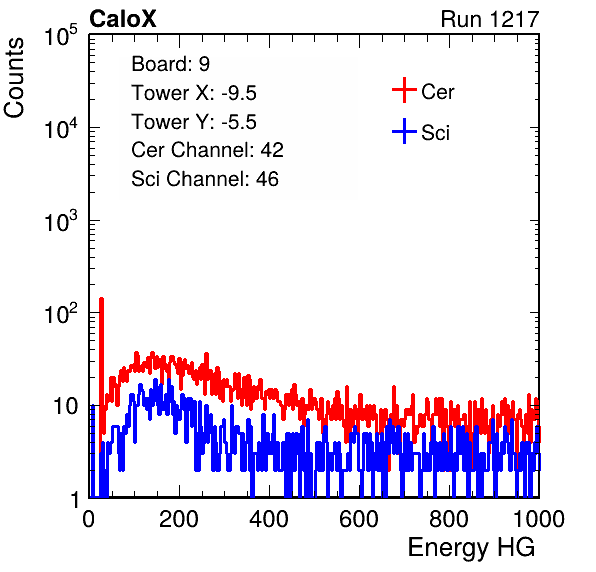 CaloX Run 1217
Counts
Board: 9
Tower X: -9.5
Tower Y: -5.5
Cer Channel: 42
Sci Channel: 46
Cer
Sci
10^5
10^4
10^3
10^2
10
1
0 200 400 600 800 1000
Energy HG